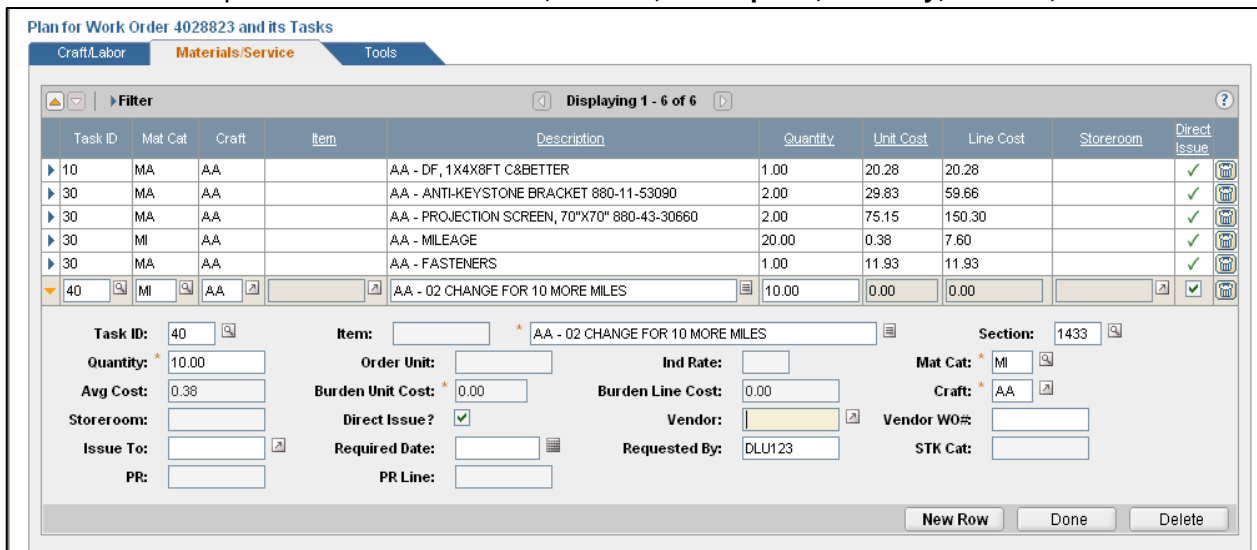 Plan for Work Order 4028823 and its Tasks
Craft/Labor Materials/Service Tools
Filter Displaying 1 - 6 of 6 ?
Task ID Mat Cat Craft Item Description Quantity Unit Cost Line Cost Storeroom Direct Issue
10 MA AA AA - DF, 1X4X8FT C&BETTER 1.00 20.28 20.28
30 MA AA AA - ANTI-KEYSTONE BRACKET 880-11-53090 2.00 29.83 59.66
30 MA AA AA - PROJECTION SCREEN, 70"X70" 880-43-30660 2.00 75.15 150.30
30 MI AA AA - MILEAGE 20.00 0.38 7.60
30 MA AA AA - FASTENERS 1.00 11.93 11.93
40 MI AA AA - 02 CHANGE FOR 10 MORE MILES 10.00 0.00 0.00
Task ID: 40 Item: * AA - 02 CHANGE FOR 10 MORE MILES Section: 1433
Quantity: * 10.00 Order Unit: Ind Rate: Mat Cat: * MI
Avg Cost: 0.38 Burden Unit Cost: * 0.00 Burden Line Cost: 0.00 Craft: * AA
Storeroom: Direct Issue? Vendor: Vendor WO#:
Issue To: Required Date: Requested By: DLU123 STK Cat:
PR: PR Line:
New Row Done Delete